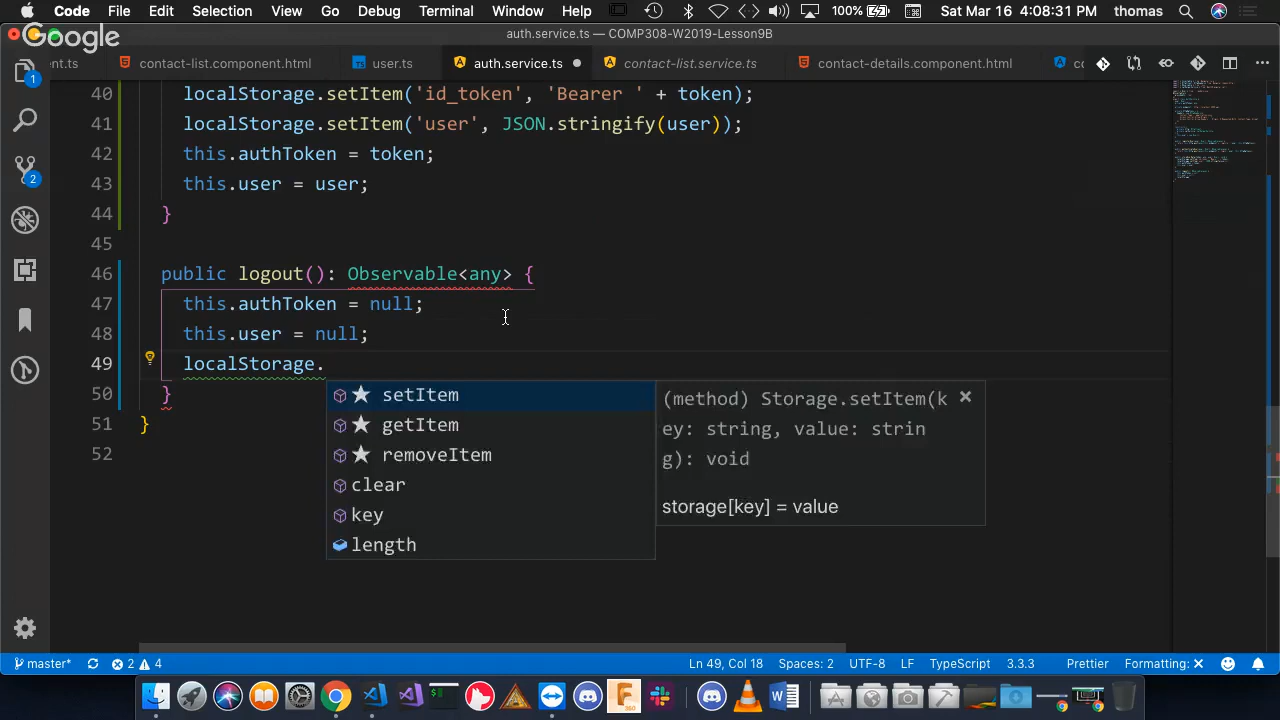 Code File Edit Selection View Go Debug Terminal Window Help 100% Sat Mar 16 4:08:31 PM thomas
Google
auth.service.ts — COMP308-W2019-Lesson9B
ent.ts contact-list.component.html user.ts auth.service.ts contact-list.service.ts contact-details.component.html
40 localStorage.setItem('id_token', 'Bearer ' + token);
41 localStorage.setItem('user', JSON.stringify(user));
42 this.authToken = token;
43 this.user = user;
44 }
45
46 public logout(): Observable<any> {
47 this.authToken = null;
48 this.user = null;
49 localStorage.
50 }
51 }
52
setItem
getItem
removeItem
clear
key
length
(method) Storage.setItem(k
ey: string, value: strin
g): void
storage[key] = value
1
2
master* 2 4 Ln 49, Col 18 Spaces: 2 UTF-8 LF TypeScript 3.3.3 Prettier Formatting: ✕